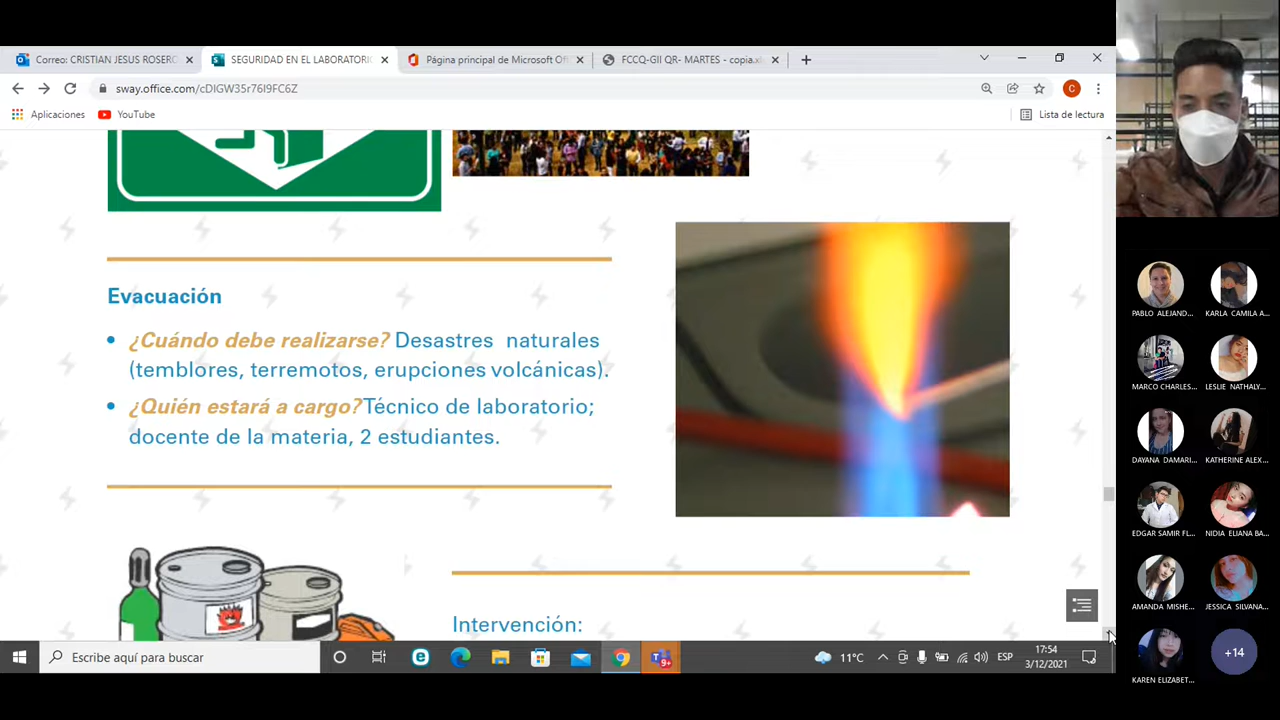 Correo: CRISTIAN JESUS ROSERO
SEGURIDAD EN EL LABORATORIO
Página principal de Microsoft Off
FCCQ-GII QR- MARTES - copia.xl
sway.office.com/cDIGW35r76I9FC6Z
C
Aplicaciones
YouTube
Lista de lectura
Evacuación
• ¿Cuándo debe realizarse? Desastres naturales
(temblores, terremotos, erupciones volcánicas).
• ¿Quién estará a cargo? Técnico de laboratorio;
docente de la materia, 2 estudiantes.
Intervención:
Escribe aquí para buscar
9+
11°C
ESP
17:54
3/12/2021
PABLO ALEJAND...
KARLA CAMILA A...
MARCO CHARLES...
LESLIE NATHALY...
DAYANA DAMARI...
KATHERINE ALEX...
EDGAR SAMIR FL...
NIDIA ELIANA BA...
AMANDA MISHE...
JESSICA SILVANA...
KAREN ELIZABET...
+14